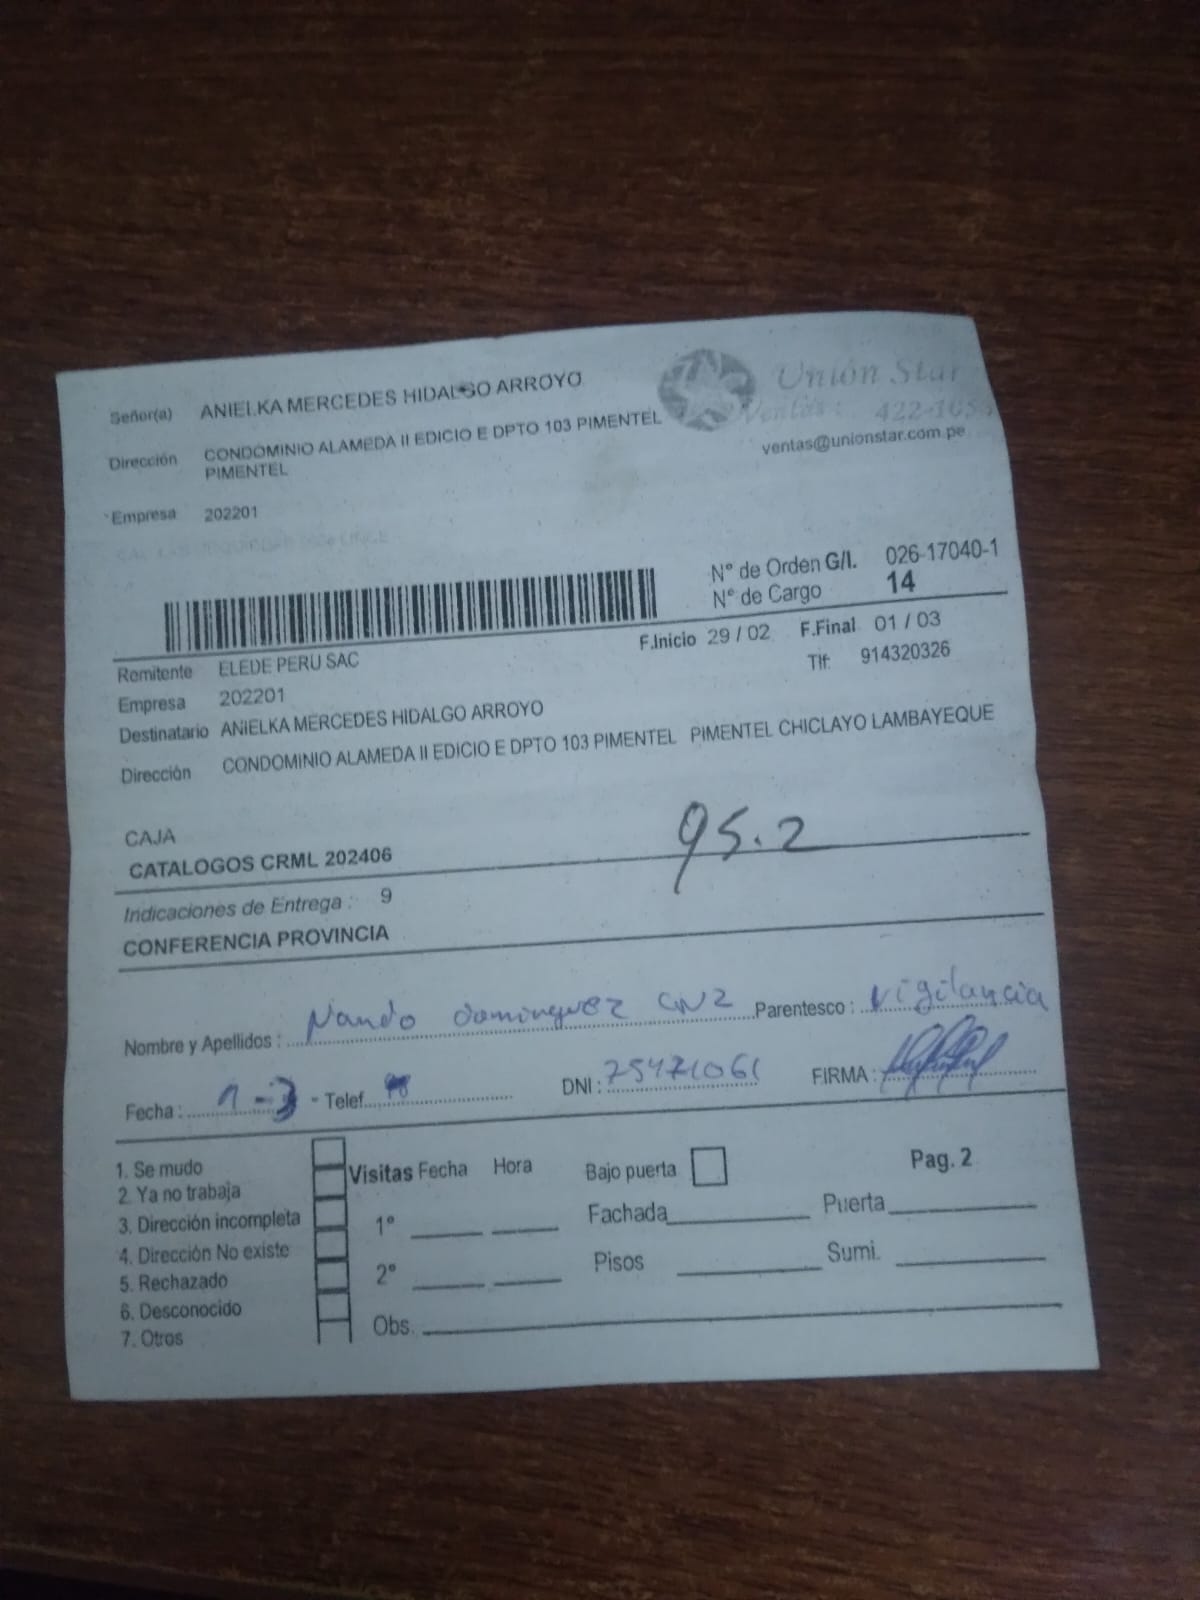 Señor(a) ANIELKA MERCEDES HIDALGO ARROYO
Unión Star
Ventas: 422-105
Dirección CONDOMINIO ALAMEDA II EDICIO E DPTO 103 PIMENTEL
PIMENTEL
ventas@unionstar.com.pe
Empresa 202201
N° de Orden G/I. 026-17040-1
N° de Cargo 14
F.Inicio 29 / 02 F.Final 01 / 03
Remitente ELEDE PERU SAC
Tlf: 914320326
Empresa 202201
Destinatario ANIELKA MERCEDES HIDALGO ARROYO
Dirección CONDOMINIO ALAMEDA II EDICIO E DPTO 103 PIMENTEL PIMENTEL CHICLAYO LAMBAYEQUE
CAJA
95.2
CATALOGOS CRML 202406
Indicaciones de Entrega : 9
CONFERENCIA PROVINCIA
Nombre y Apellidos : Nando dominguez Parentesco : vigilancia
Fecha : 1-3 - Telef. DNI : 75471061 FIRMA :
1. Se mudo
2. Ya no trabaja
3. Dirección incompleta
4. Dirección No existe
5. Rechazado
6. Desconocido
7. Otros
Visitas Fecha Hora
1°
2°
Obs.
Bajo puerta
Pag. 2
Fachada Puerta
Pisos Sumi.